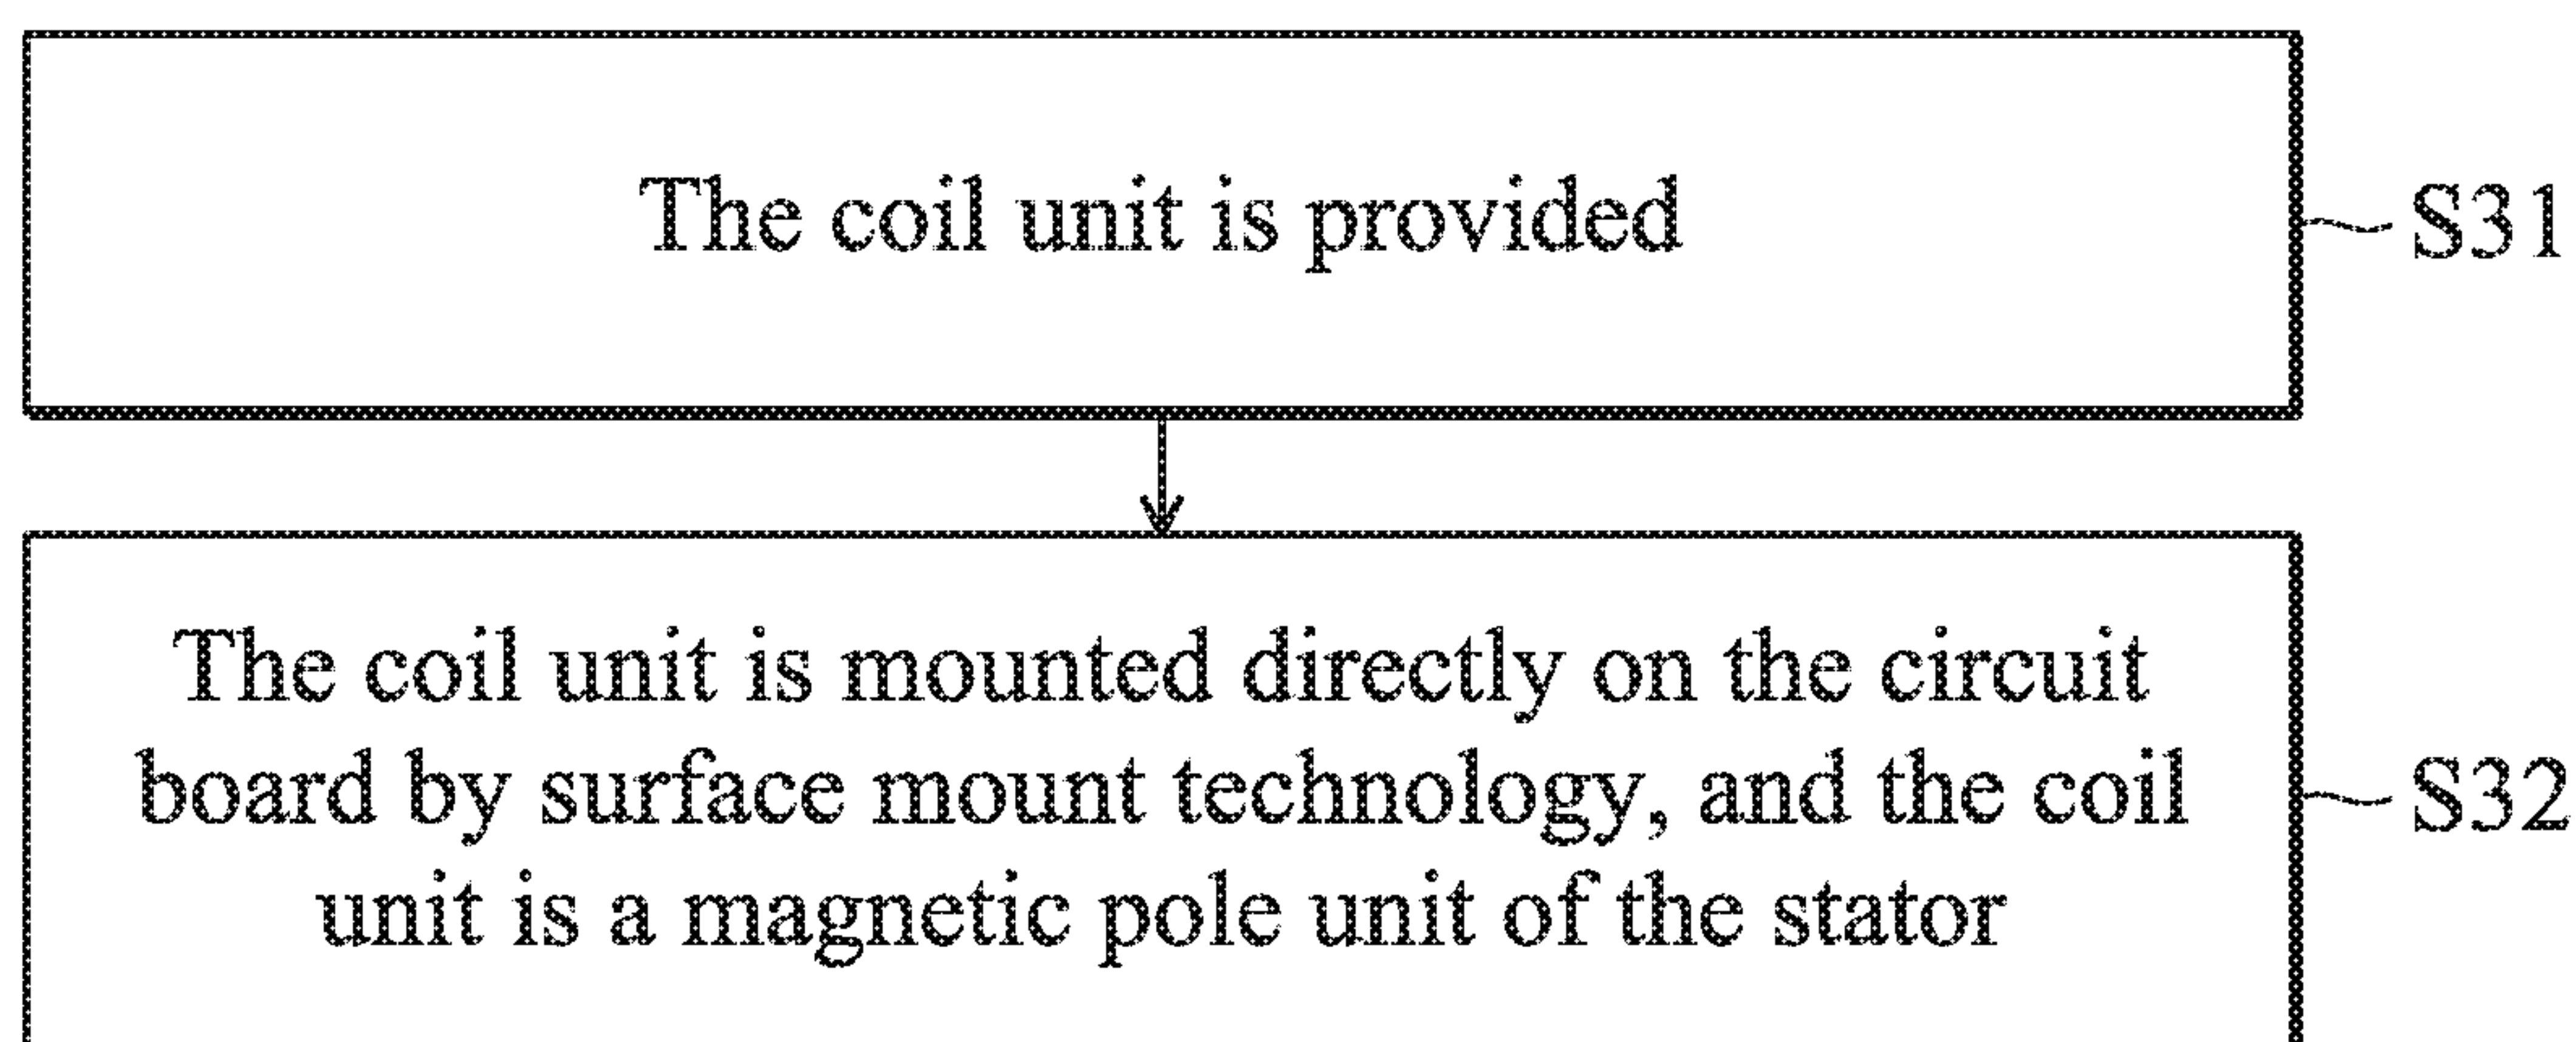 The coil unit is provided
S31
The coil unit is mounted directly on the circuit
board by surface mount technology, and the coil
S32
unit is a magnetic pole unit of the stator